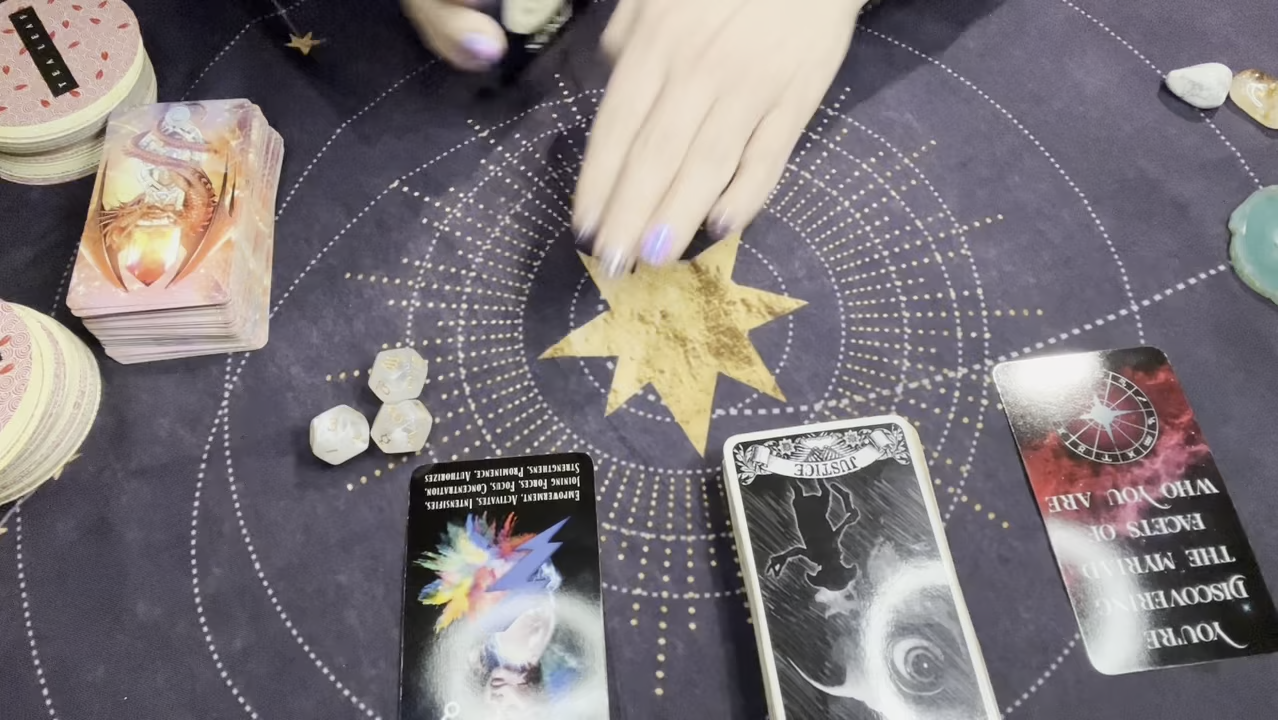 EMPOWERMENT, ACTIVATES, INTENSIFIES,
JOINING FORCES, FOCUS, CONCENTRATION,
STRENGTHENS, PROMINENCE, AUTHORIZES
JUSTICE
YOU'RE
DISCOVERING
THE MYRIAD
FACETS OF
WHO YOU ARE